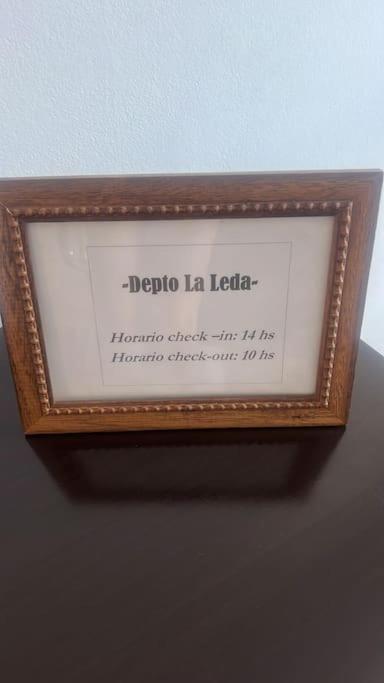 -Depto La Leda-
Horario check –in: 14 hs
Horario check-out: 10 hs